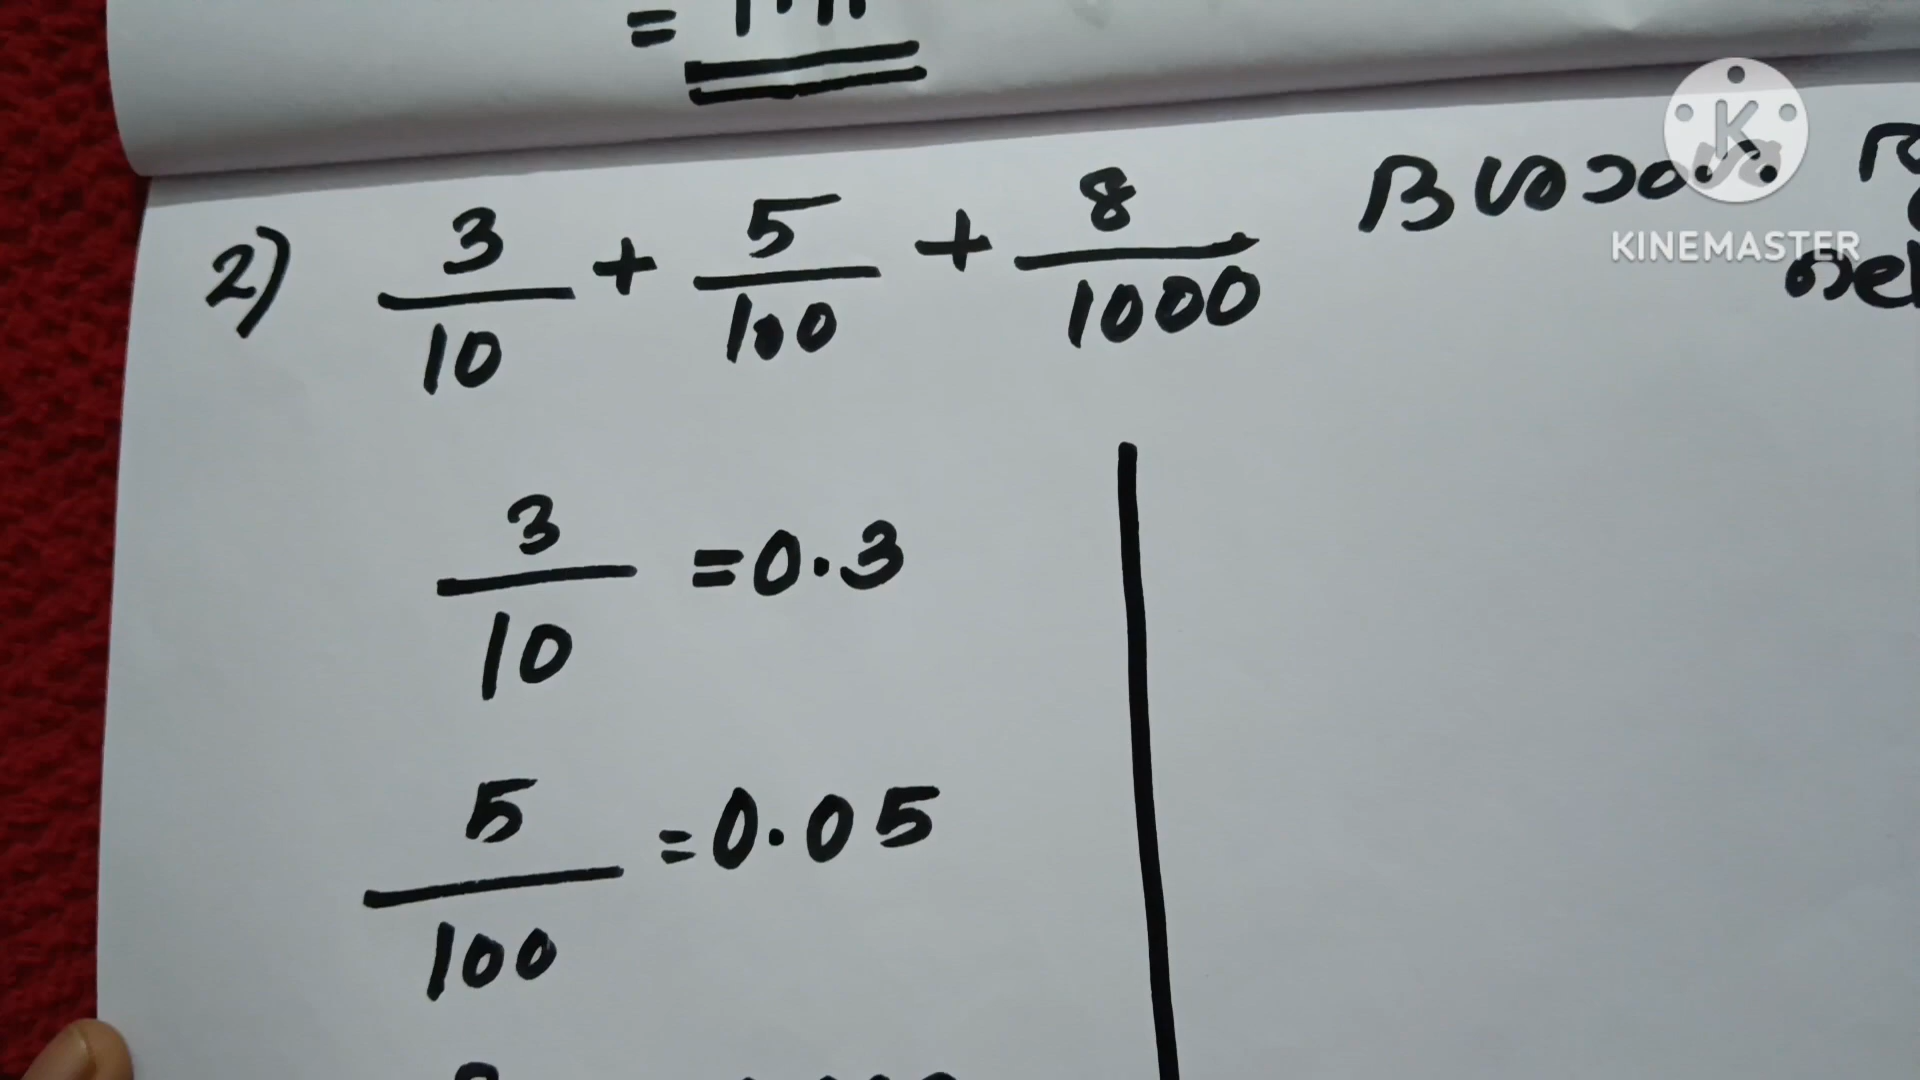 2) 3/10 + 5/100 + 8/1000
KINEMASTER
3/10 = 0.3
5/100 = 0.05